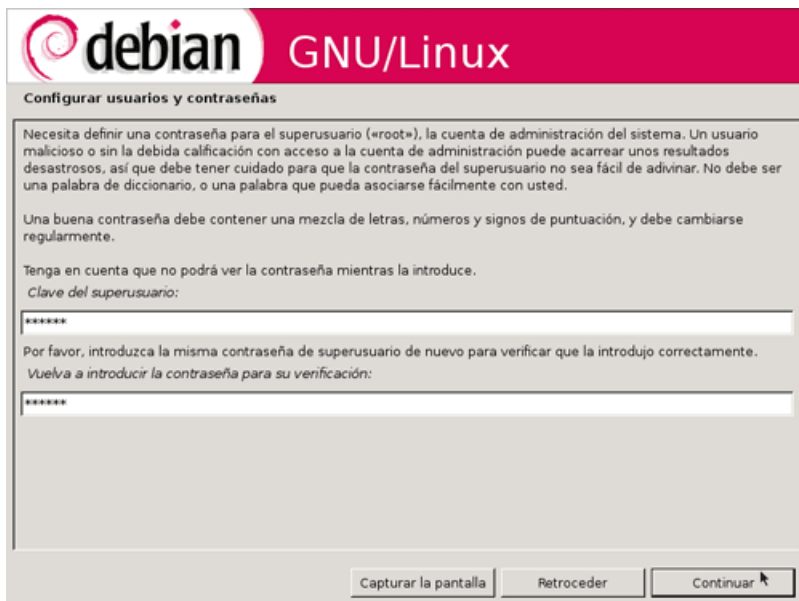 debian GNU/Linux
Configurar usuarios y contraseñas
Necesita definir una contraseña para el superusuario («root»), la cuenta de administración del sistema. Un usuario
malicioso o sin la debida calificación con acceso a la cuenta de administración puede acarrear unos resultados
desastrosos, así que debe tener cuidado para que la contraseña del superusuario no sea fácil de adivinar. No debe ser
una palabra de diccionario, o una palabra que pueda asociarse fácilmente con usted.
Una buena contraseña debe contener una mezcla de letras, números y signos de puntuación, y debe cambiarse
regularmente.
Tenga en cuenta que no podrá ver la contraseña mientras la introduce.
Clave del superusuario:
******
Por favor, introduzca la misma contraseña de superusuario de nuevo para verificar que la introdujo correctamente.
Vuelva a introducir la contraseña para su verificación:
******
Capturar la pantalla Retroceder Continuar